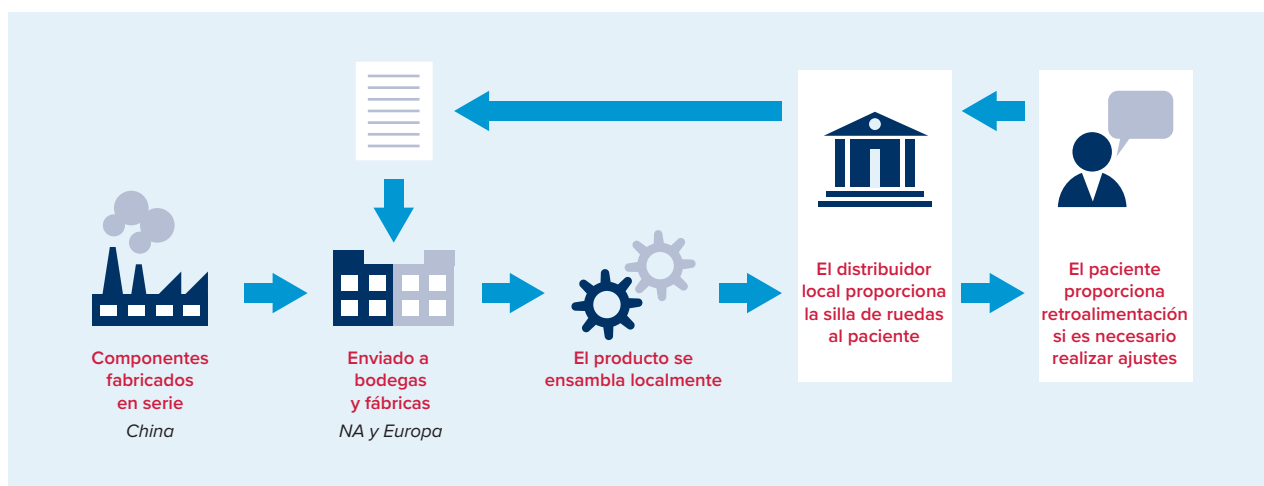 Componentes
fabricados
en serie
China
Enviado a
bodegas
y fábricas
NA y Europa
El producto se
ensambla localmente
El distribuidor
local proporciona
la silla de ruedas
al paciente
El paciente
proporciona
retroalimentación
si es necesario
realizar ajustes